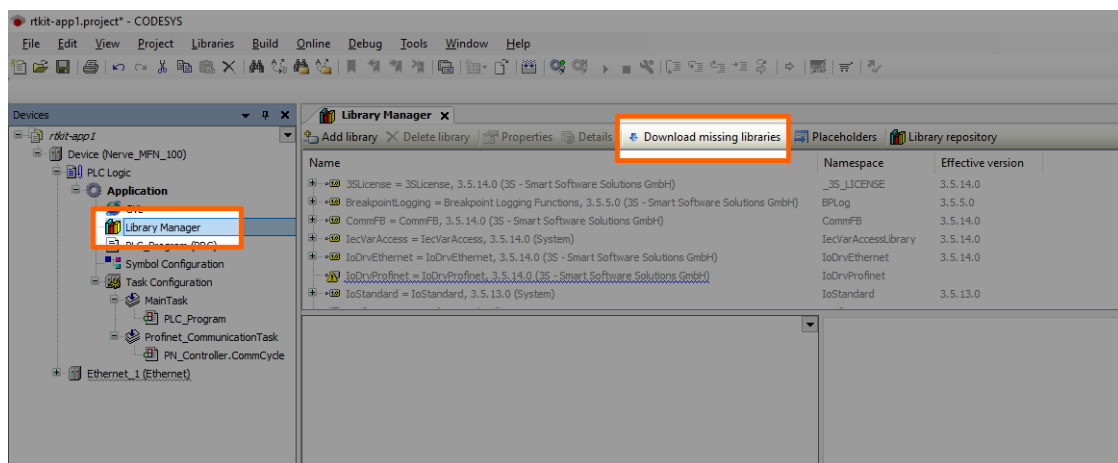 rtkit-app1.project* - CODESYS
File Edit View Project Libraries Build Online Debug Tools Window Help
Devices
Library Manager
rtkit-app1
Add library Delete library Properties Details Download missing libraries Placeholders Library repository
Device (Nerve_MFN_100)
Name Namespace Effective version
PLC Logic
3SLicense = 3SLicense, 3.5.14.0 (3S - Smart Software Solutions GmbH) _3S_LICENSE 3.5.14.0
Application
BreakpointLogging = Breakpoint Logging Functions, 3.5.5.0 (3S - Smart Software Solutions GmbH) BPLog 3.5.5.0
GVL
CommFB = CommFB, 3.5.14.0 (3S - Smart Software Solutions GmbH) CommFB 3.5.14.0
Library Manager
IecVarAccess = IecVarAccess, 3.5.14.0 (System) IecVarAccessLibrary 3.5.14.0
PLC_Program (PRG)
IoDrvEthernet = IoDrvEthernet, 3.5.14.0 (3S - Smart Software Solutions GmbH) IoDrvEthernet 3.5.14.0
Symbol Configuration
IoDrvProfinet = IoDrvProfinet, 3.5.14.0 (3S - Smart Software Solutions GmbH) IoDrvProfinet
Task Configuration
IoStandard = IoStandard, 3.5.13.0 (System) IoStandard 3.5.13.0
MainTask
PLC_Program
Profinet_CommunicationTask
PN_Controller.CommCycle
Ethernet_1 (Ethernet)